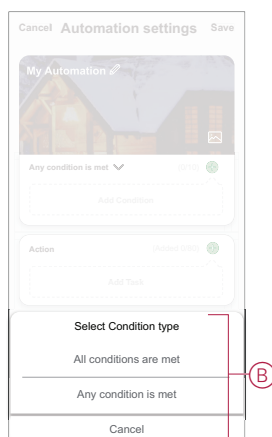 Cancel Automation settings Save
My Automation
Any condition is met
Add Condition
Action
Add Task
Select Condition type
All conditions are met
Any condition is met
B
Cancel